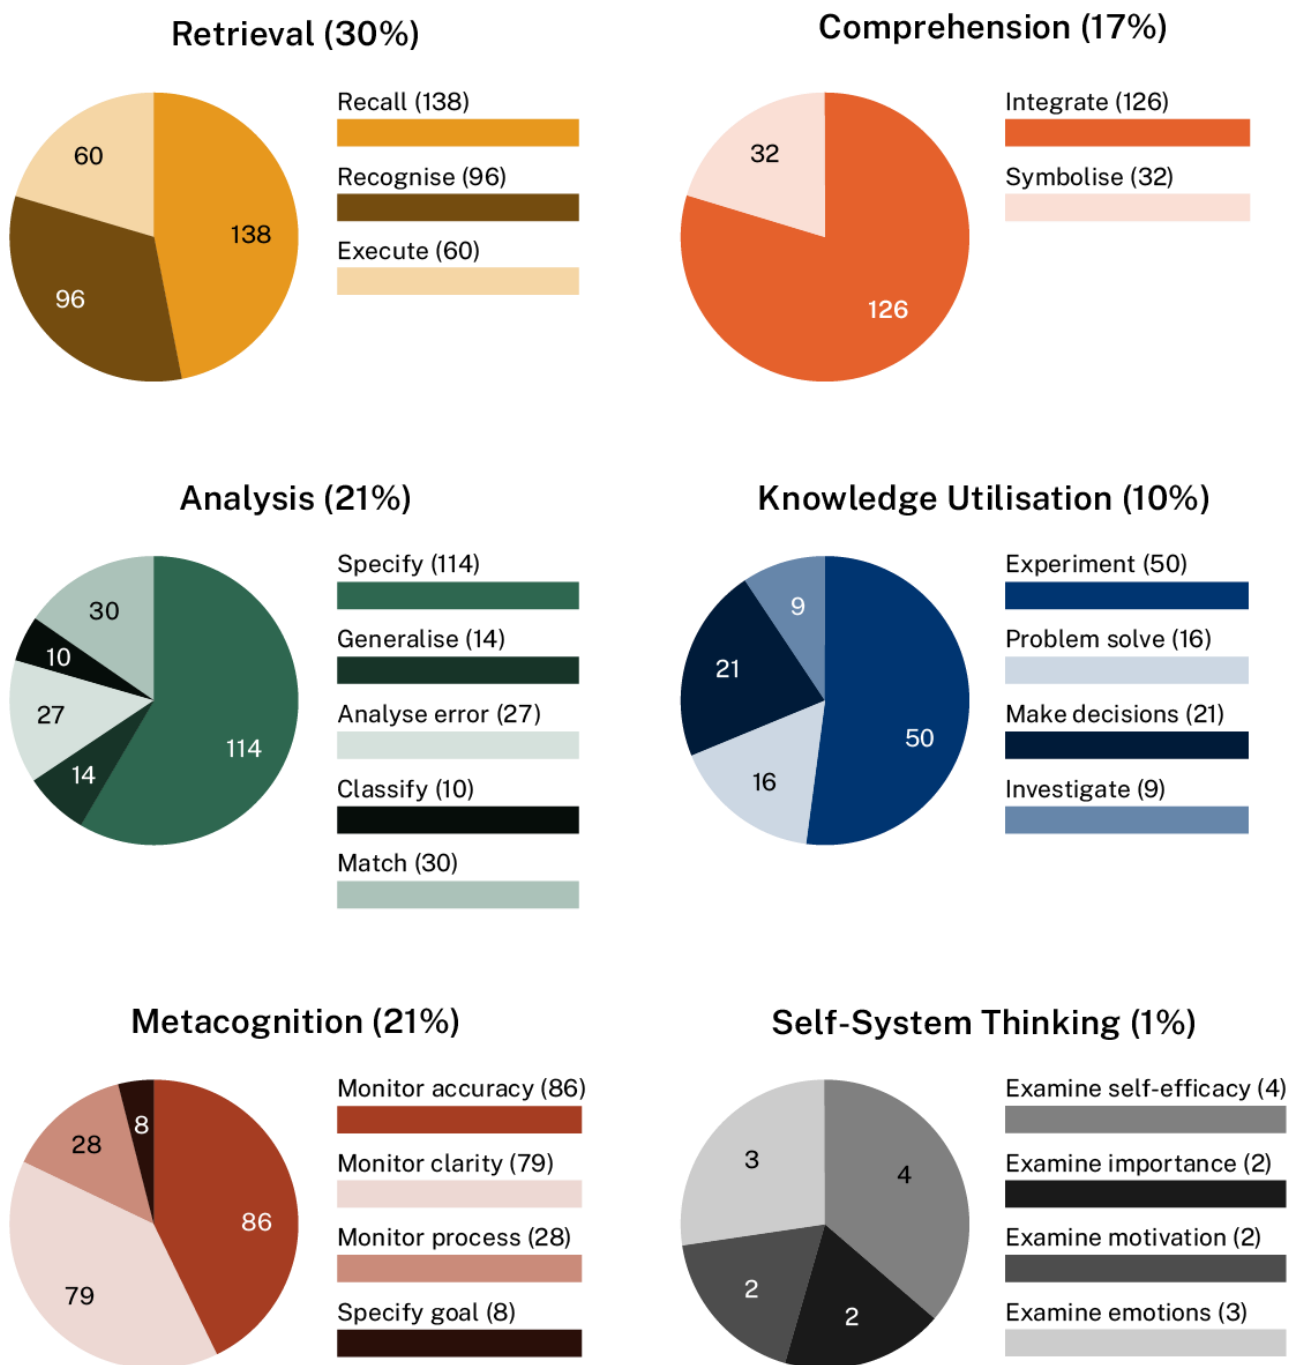 Retrieval (30%)
Recall (138)
Recognise (96)
Execute (60)
60
138
96
Comprehension (17%)
Integrate (126)
Symbolise (32)
32
126
Analysis (21%)
Specify (114)
Generalise (14)
Analyse error (27)
Classify (10)
Match (30)
30
10
27
14
114
Knowledge Utilisation (10%)
Experiment (50)
Problem solve (16)
Make decisions (21)
Investigate (9)
9
21
50
16
Metacognition (21%)
Monitor accuracy (86)
Monitor clarity (79)
Monitor process (28)
Specify goal (8)
8
28
86
79
Self-System Thinking (1%)
Examine self-efficacy (4)
Examine importance (2)
Examine motivation (2)
Examine emotions (3)
3
4
2
2